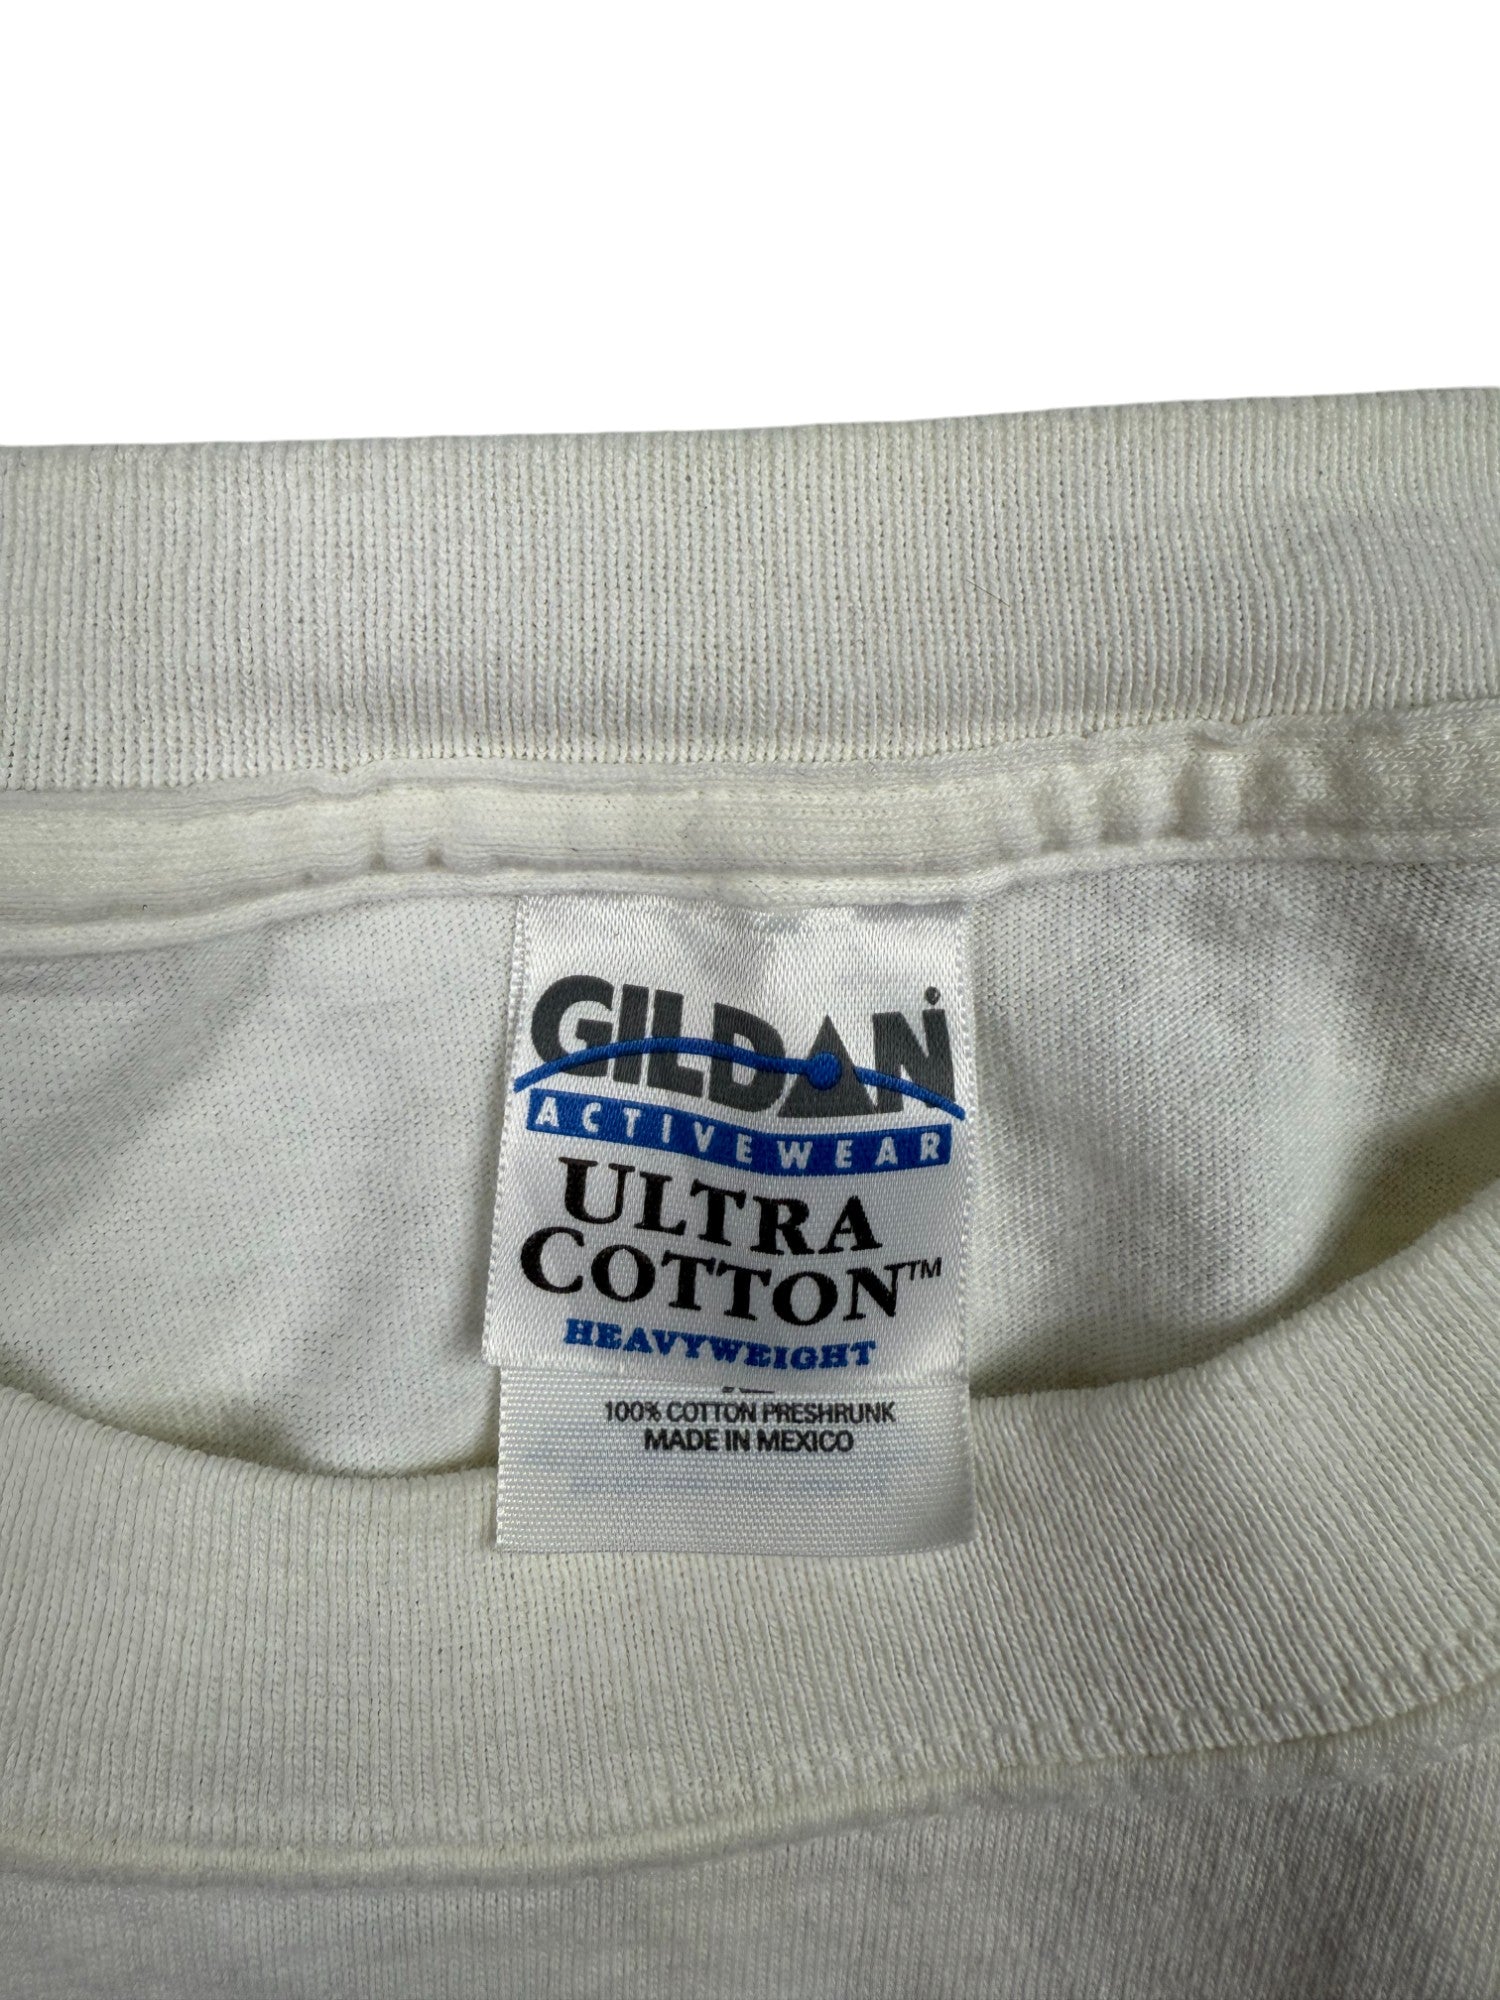 GILDAN
ACTIVEWEAR
ULTRA
COTTON™
HEAVYWEIGHT
100% COTTON PRESHRUNK
MADE IN MEXICO